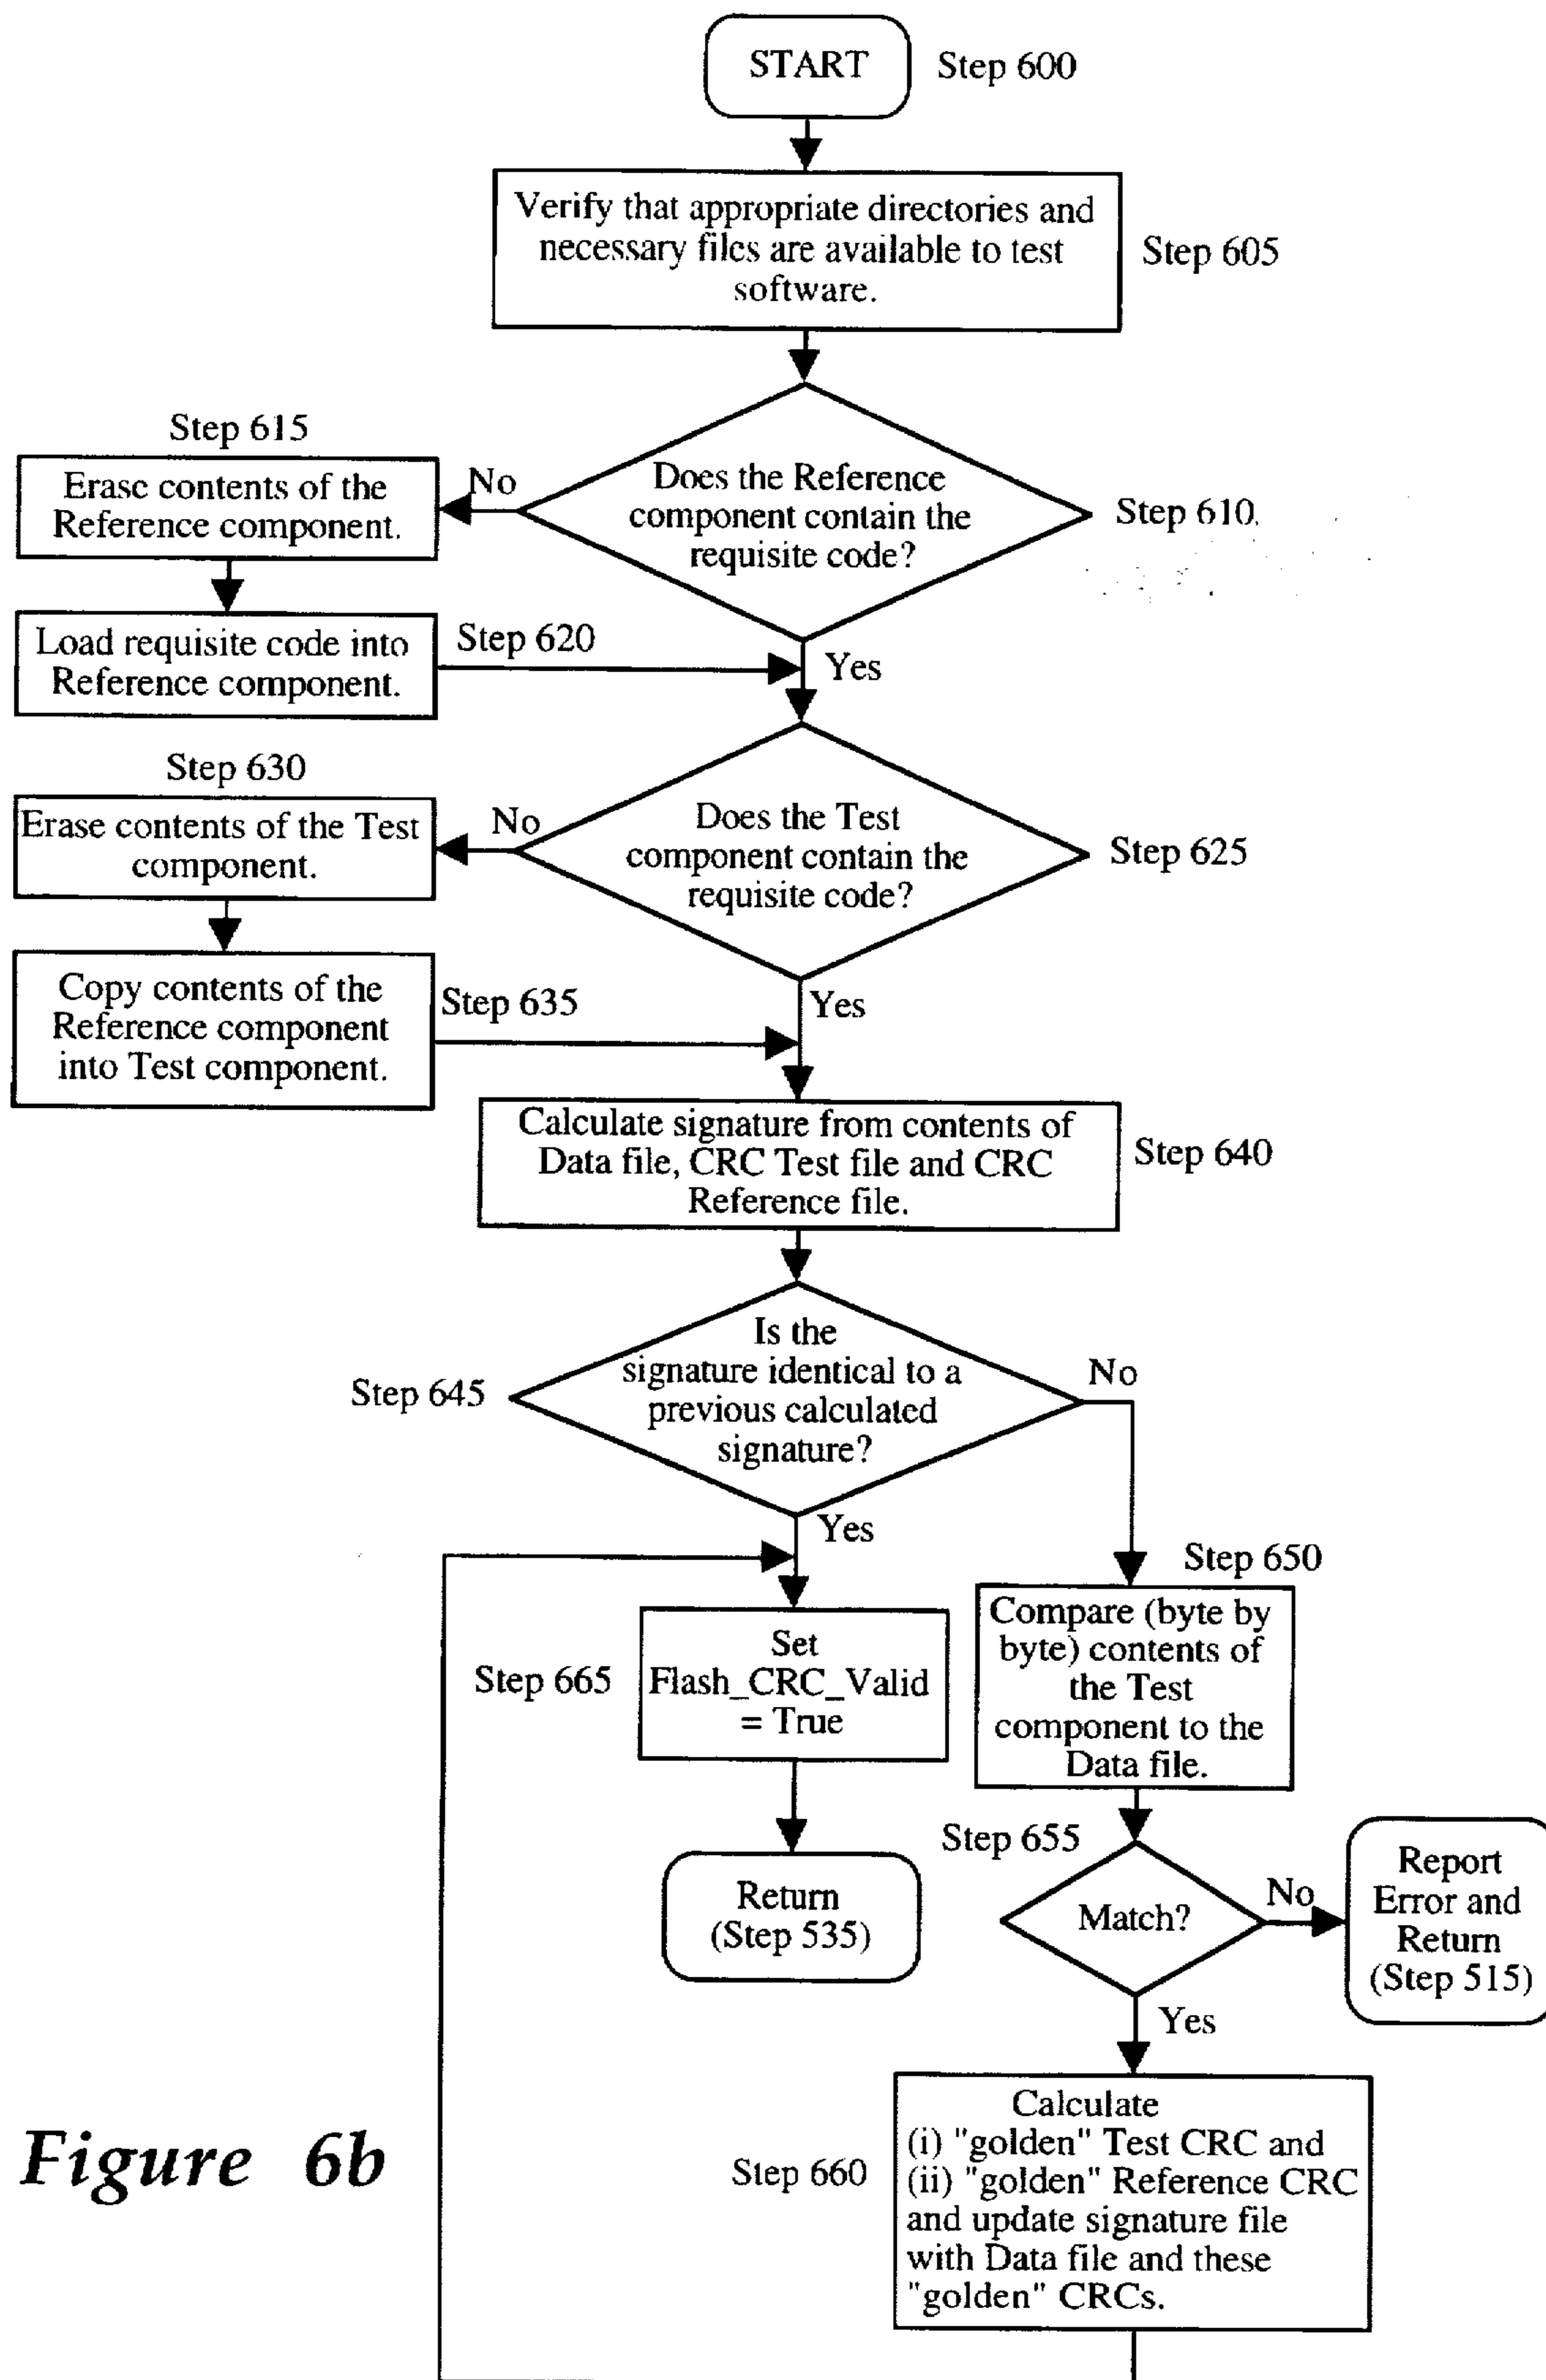 START
Step 600
Verify that appropriate directories and
necessary files are available to test
software.
Step 605
Does the Reference
component contain the
requisite code?
Step 610
No
Step 615
Erase contents of the
Reference component.
Load requisite code into
Reference component.
Step 620
Yes
Does the Test
component contain the
requisite code?
Step 625
No
Step 630
Erase contents of the Test
component.
Copy contents of the
Reference component
into Test component.
Step 635
Yes
Calculate signature from contents of
Data file, CRC Test file and CRC
Reference file.
Step 640
Is the
signature identical to a
previous calculated
signature?
Step 645
No
Yes
Step 650
Compare (byte by
byte) contents of
the Test
component to the
Data file.
Set
Flash_CRC_Valid
= True
Step 665
Return
(Step 535)
Step 655
Match?
No
Report
Error and
Return
(Step 515)
Yes
Calculate
(i) "golden" Test CRC and
(ii) "golden" Reference CRC
and update signature file
with Data file and these
"golden" CRCs.
Step 660
Figure 6b